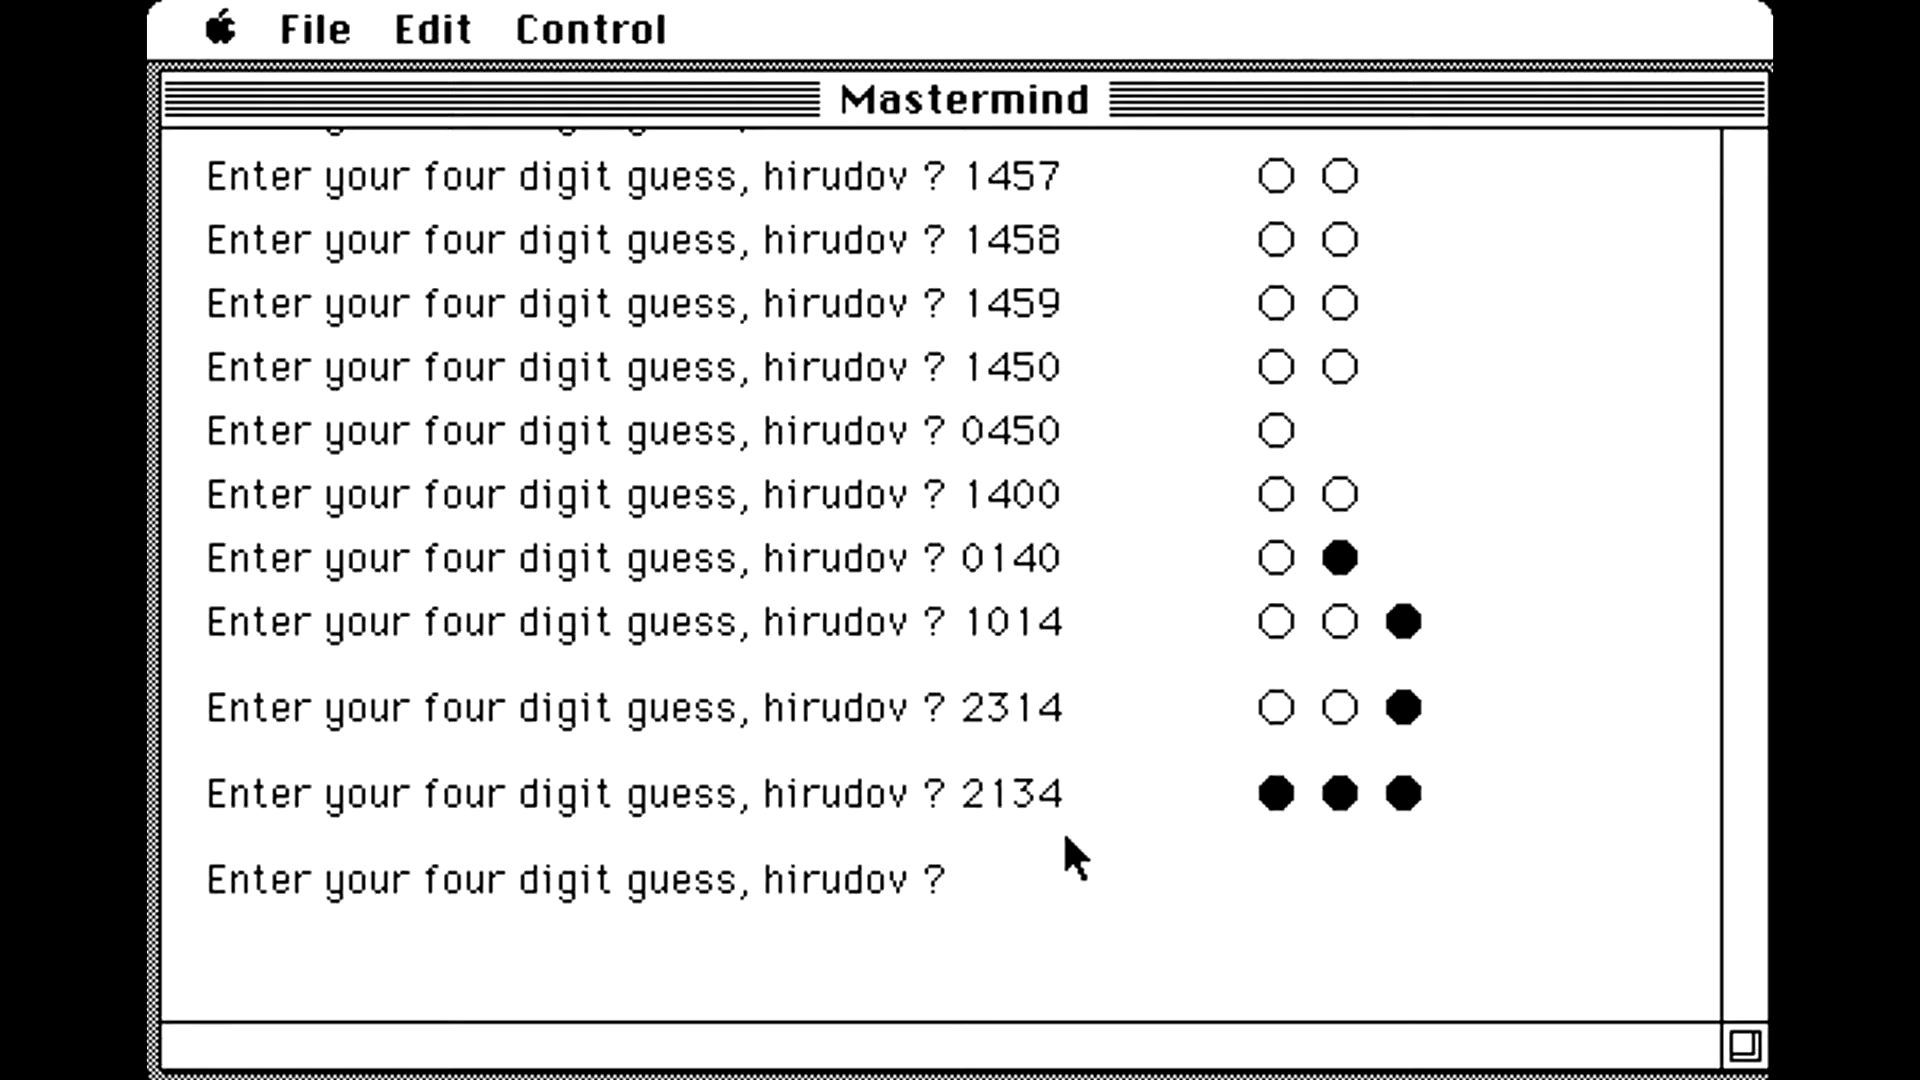 File Edit Control
Mastermind
Enter your four digit guess, hirudov ? 1457
Enter your four digit guess, hirudov ? 1458
Enter your four digit guess, hirudov ? 1459
Enter your four digit guess, hirudov ? 1450
Enter your four digit guess, hirudov ? 0450
Enter your four digit guess, hirudov ? 1400
Enter your four digit guess, hirudov ? 0140
Enter your four digit guess, hirudov ? 1014
Enter your four digit guess, hirudov ? 2314
Enter your four digit guess, hirudov ? 2134
Enter your four digit guess, hirudov ?